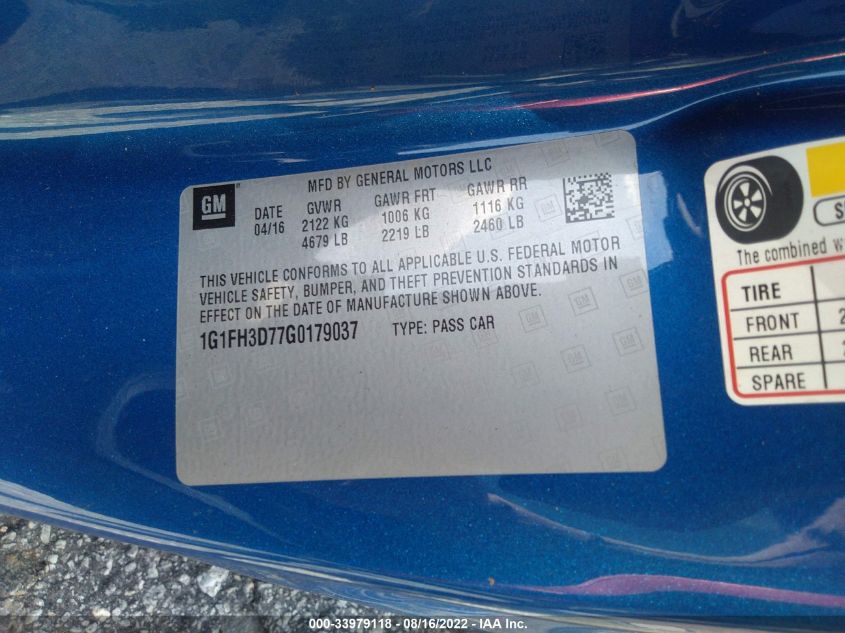 MFD BY GENERAL MOTORS LLC
GM
DATE GVWR GAWR FRT GAWR RR
04/16 2122 KG 1006 KG 1116 KG
4679 LB 2219 LB 2460 LB
THIS VEHICLE CONFORMS TO ALL APPLICABLE U.S. FEDERAL MOTOR
VEHICLE SAFETY, BUMPER, AND THEFT PREVENTION STANDARDS IN
EFFECT ON THE DATE OF MANUFACTURE SHOWN ABOVE.
1G1FH3D77G0179037 TYPE: PASS CAR
The combined
TIRE
FRONT 2
REAR
SPARE
000-33979118 - 08/16/2022 - IAA Inc.